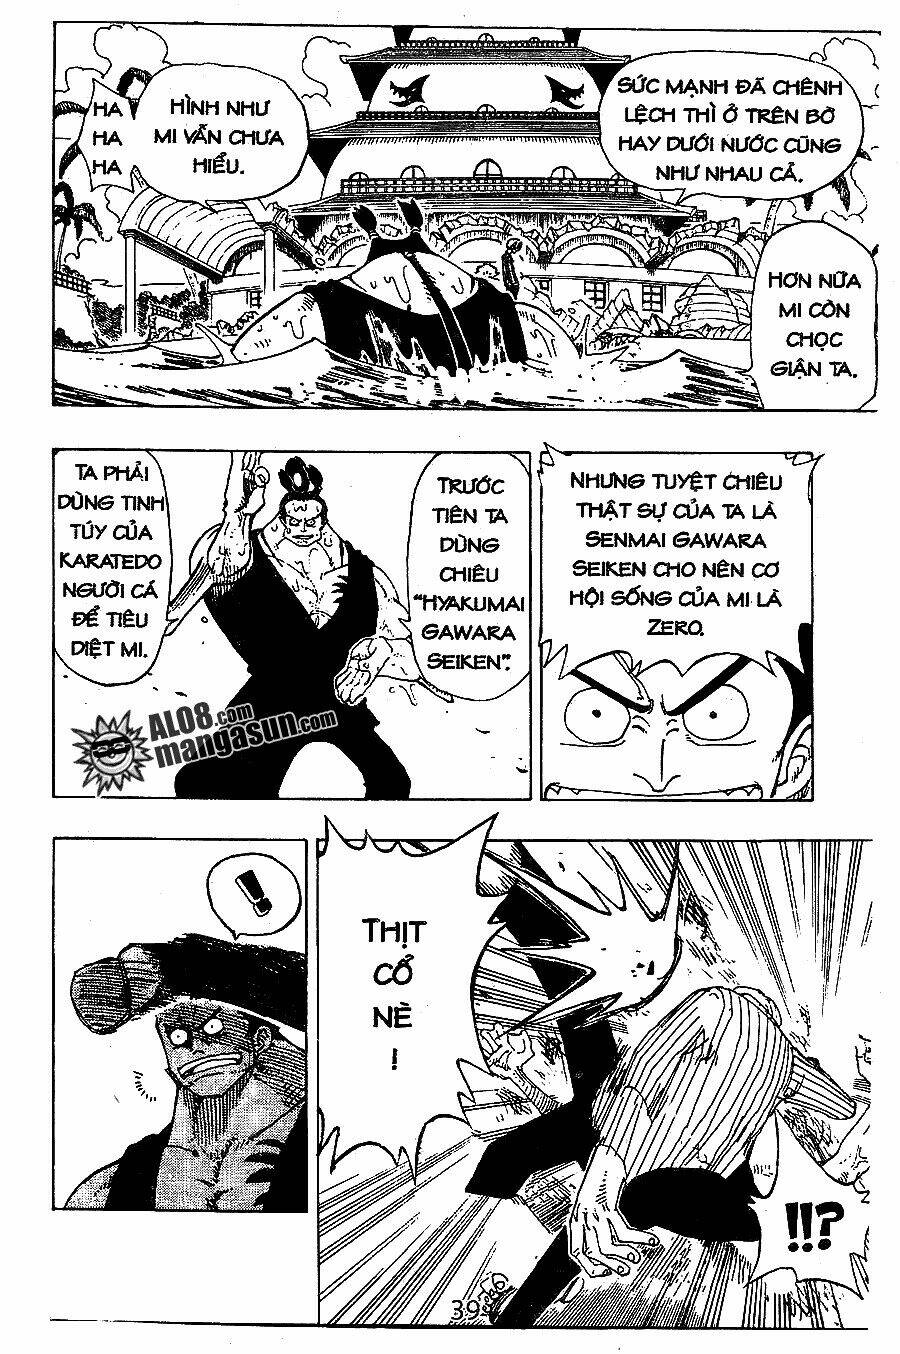 SỨC MẠNH ĐÃ CHÊNH
LỆCH THÌ Ở TRÊN BỜ
HAY DƯỚI NƯỚC CŨNG
NHƯ NHAU CẢ.
HÌNH NHƯ
MI VẪN CHƯA
HIỂU.
HA
HA
HA
HƠN NỮA
MI CÒN
CHỌC
GIẬN TA.
TA PHẢI
DÙNG TINH
TÚY CỦA
KARATEDO
NGƯỜI CÁ
ĐỂ TIÊU
DIỆT MI.
TRƯỚC
TIÊN TA
DÙNG
CHIÊU
"HYAKUMAI
GAWARA
SEIKEN".
NHƯNG TUYỆT CHIÊU
THẬT SỰ CỦA TA LÀ
SENMAI GAWARA
SEIKEN CHO NÊN CƠ
HỘI SỐNG CỦA MI LÀ
ZERO.
AL08.com
mangasun.com
!
THỊT
CỔ
NÈ
!
!!?
39